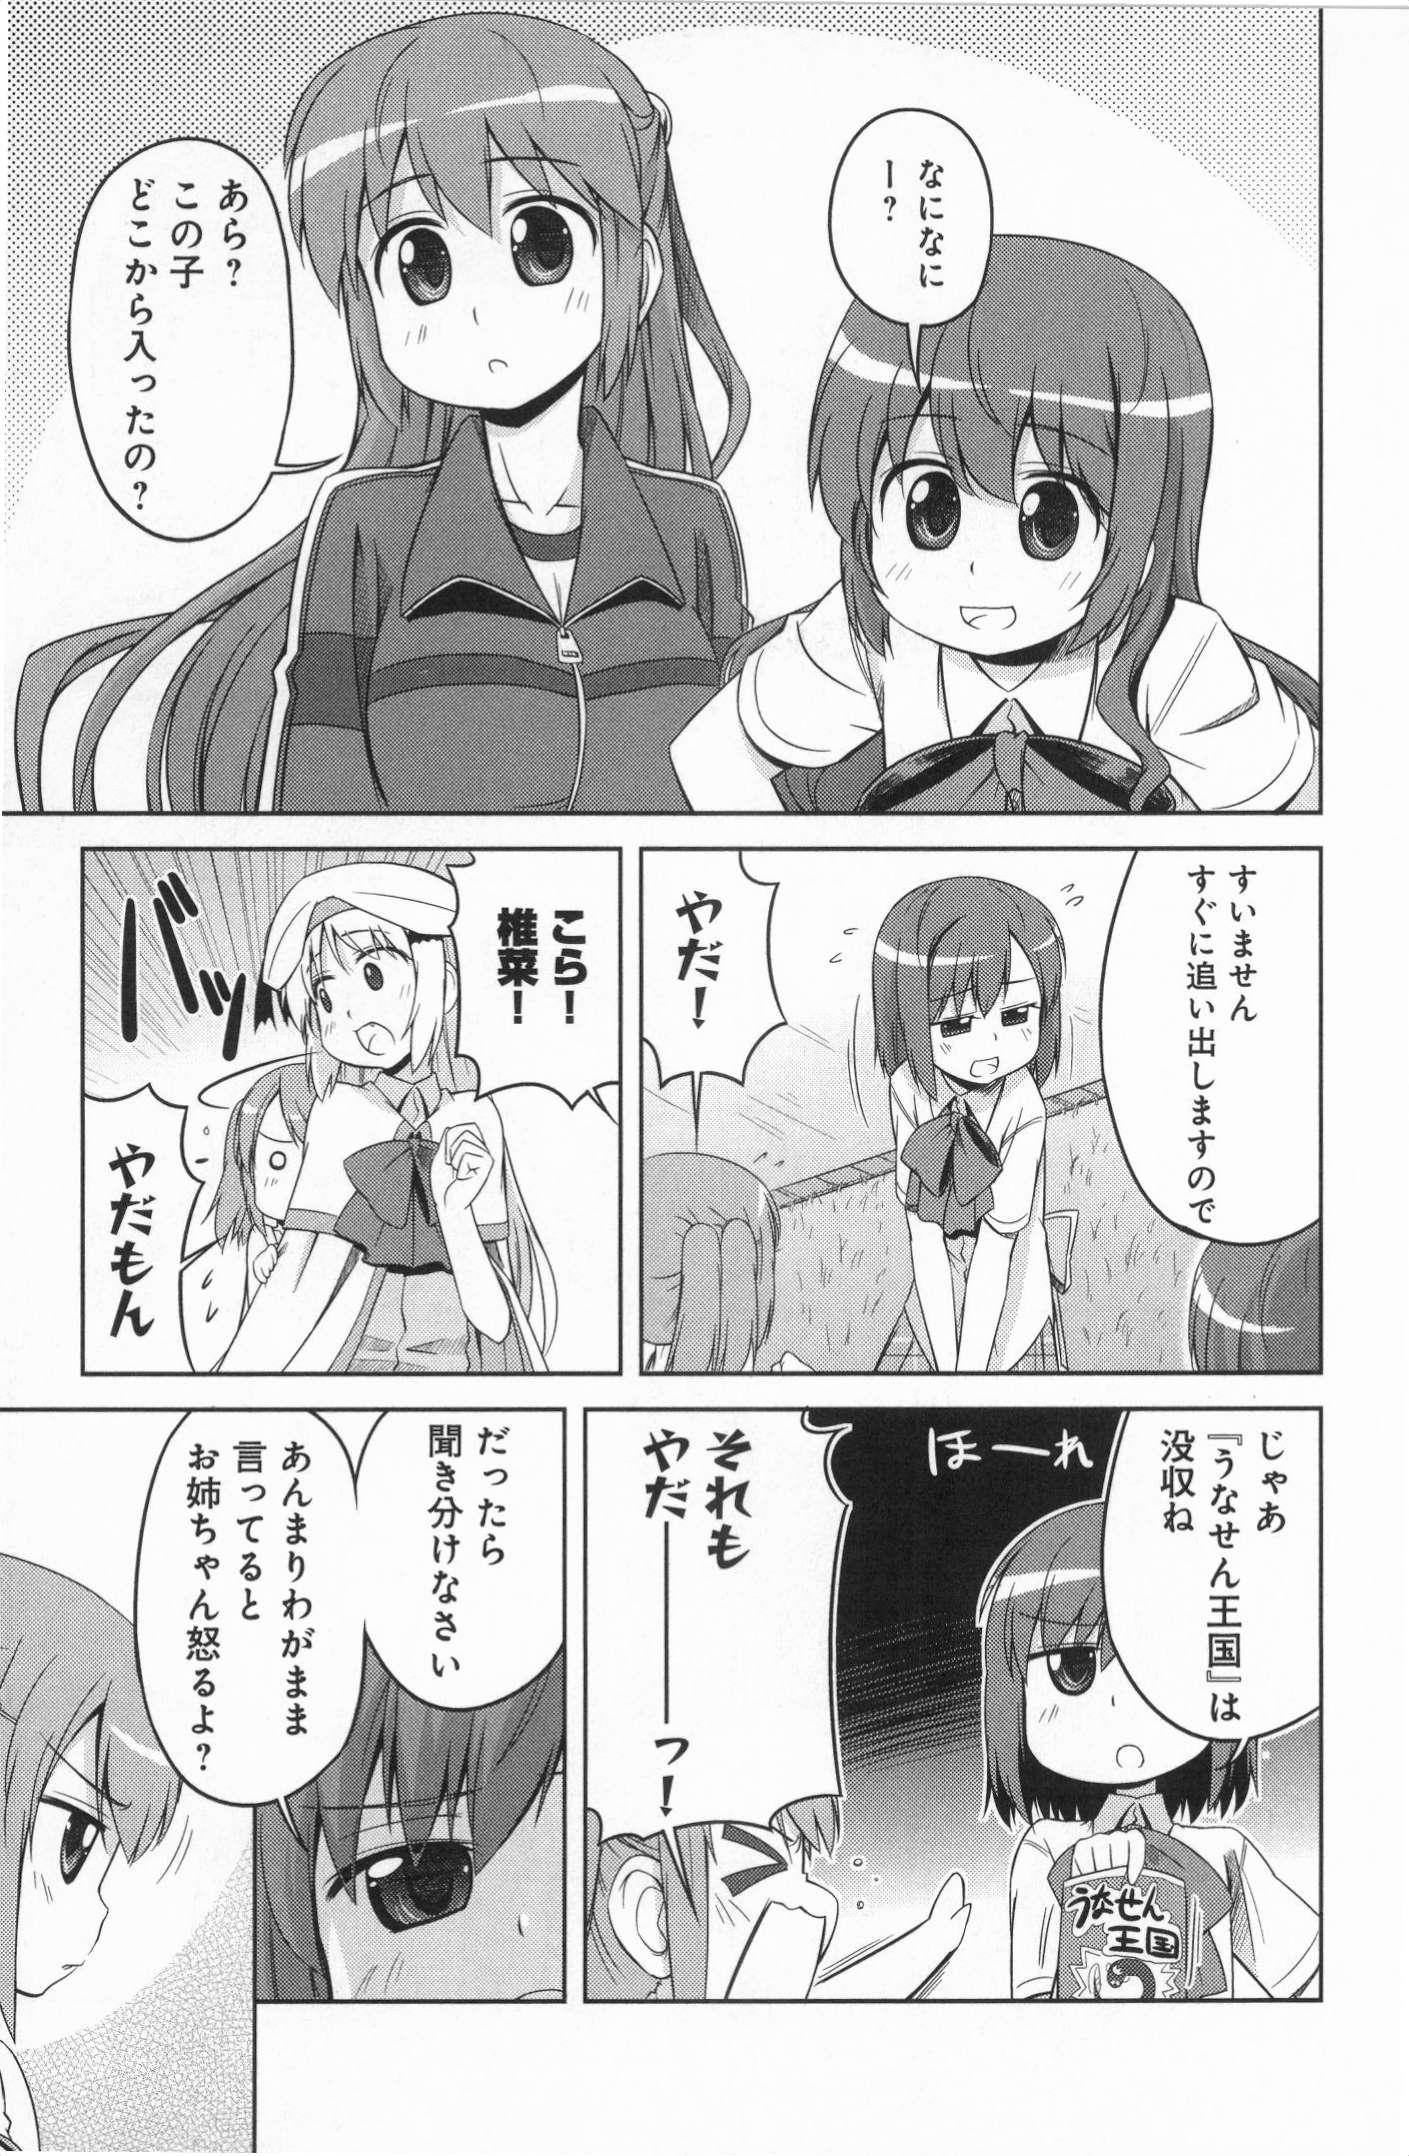 なになに
ー？
あら？
この子
どこから入ったの？
すいません
すぐに追い出しますので
やだ！
こら！
椎菜！
バッ
やだもん
じゃあ
『うなせん王国』は
没収ね
ほーれ
うなせん
王国
それも
やだ――っ！
だったら
聞き分けなさい
あんまりわがまま
言ってると
お姉ちゃん怒るよ？